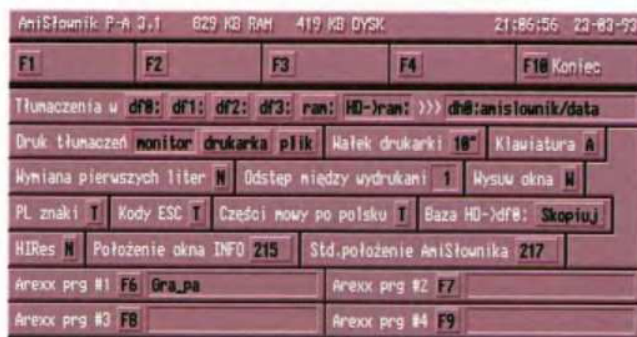 AmiSłownik P-A 3.1 829 KB RAM 419 KB DYSK 21:06:56 23-03-93
F1 F2 F3 F4 F10 Koniec
Tłumaczenia w df0: df1: df2: df3: ram: HD->ram: >>> dh0:amislownik/data
Druk tłumaczeń monitor drukarka plik Wałek drukarki 10" Klawiatura A
Wymiana pierwszych liter N Odstęp między wydrukami 1 Wysuw okna N
PL znaki T Kody ESC T Części mowy po polsku T Baza HD->df0: Skopiuj
HIRes N Położenie okna INFO 215 Std.położenie AmiSłownika 217
Arexx prg #1 F6 Gra_pa Arexx prg #2 F7
Arexx prg #3 F8 Arexx prg #4 F9